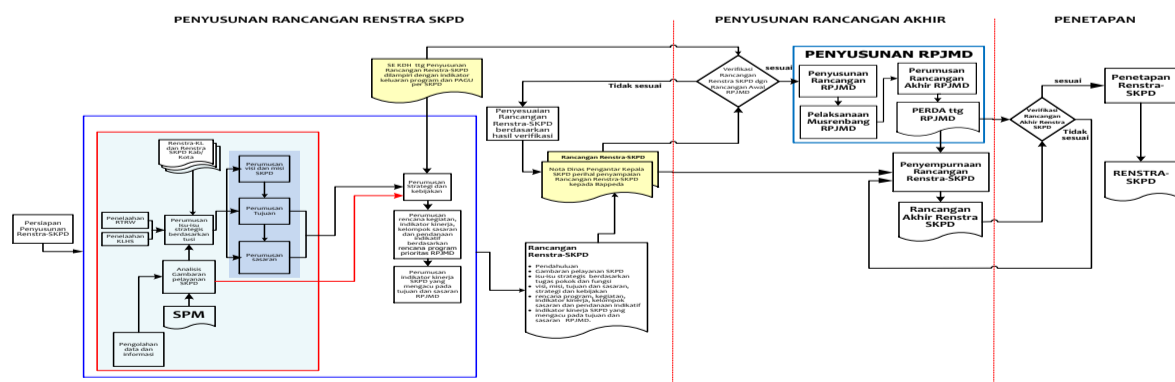 PENYUSUNAN RANCANGAN RENSTRA SKPD
PENYUSUNAN RANCANGAN AKHIR
PENETAPAN
Persiapan
Penyusunan
Renstra-SKPD
Renstra-KL
dan Renstra
SKPD Kab/
Kota
Penelaahan
RTRW
Penelaahan
KLHS
Perumusan
Isu-isu
strategis
berdasarkan
tusi
Analisis
Gambaran
pelayanan
SKPD
SPM
Pengolahan
data dan
informasi
Perumusan
visi dan misi
SKPD
Perumusan
Tujuan
Perumusan
sasaran
SE KDH ttg Penyusunan
Rancangan Renstra-SKPD
dilampiri dengan indikator
keluaran program dan PAGU
per SKPD
Perumusan
Strategi dan
kebijakan
Perumusan
rencana kegiatan,
indikator kinerja,
kelompok sasaran
dan pendanaan
indikatif
berdasarkan
rencana program
prioritas RPJMD
Perumusan
indikator kinerja
SKPD yang
mengacu pada
tujuan dan sasaran
RPJMD
Penyesuaian
Rancangan
Renstra-SKPD
berdasarkan
hasil verifikasi
Rancangan Renstra-SKPD
Nota Dinas Pengantar Kepala
SKPD perihal penyampaian
Rancangan Renstra-SKPD
kepada Bappeda
Rancangan
Renstra-SKPD
• Pendahuluan
• Gambaran pelayanan SKPD
• isu-isu strategis berdasarkan
tugas pokok dan fungsi
• visi, misi, tujuan dan sasaran,
strategi dan kebijakan
• rencana program, kegiatan,
indikator kinerja, kelompok
sasaran dan pendanaan indikatif
• indikator kinerja SKPD yang
mengacu pada tujuan dan
sasaran RPJMD.
Verifikasi
Rancangan
Renstra SKPD dgn
Rancangan Awal
RPJMD
sesuai
Tidak sesuai
PENYUSUNAN RPJMD
Penyusunan
Rancangan
RPJMD
Pelaksanaan
Musrenbang
RPJMD
Perumusan
Rancangan
Akhir RPJMD
PERDA ttg
RPJMD
Penyempurnaan
Rancangan
Renstra-SKPD
Rancangan
Akhir Renstra
SKPD
Verifikasi
Rancangan
Akhir Renstra
SKPD
sesuai
Tidak
sesuai
Penetapan
Renstra-
SKPD
RENSTRA-
SKPD